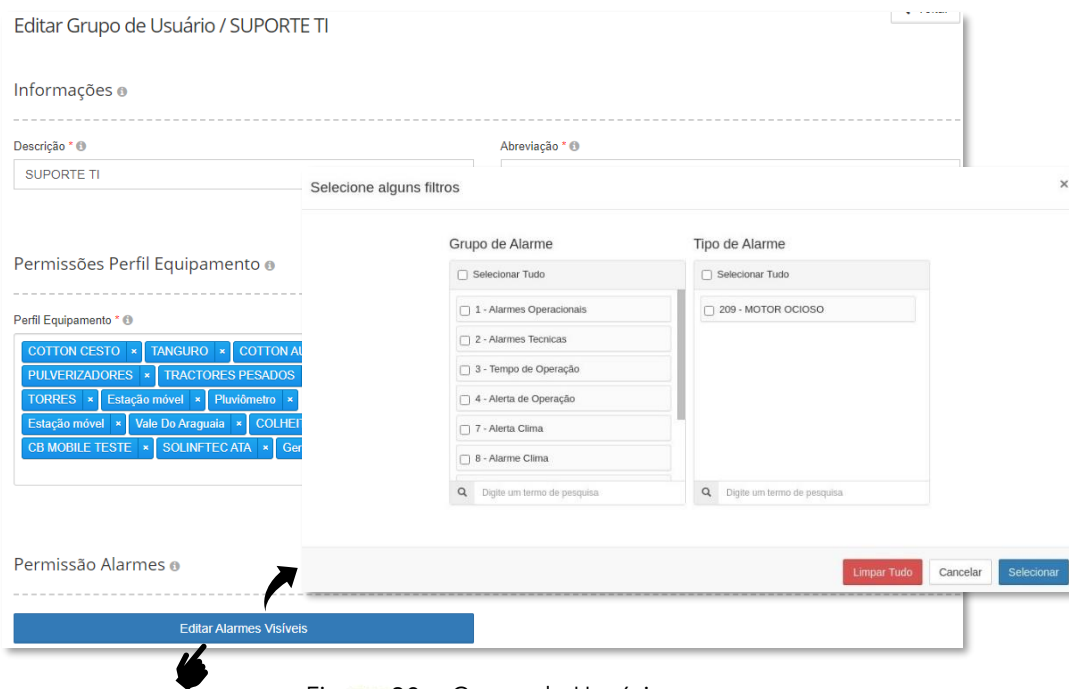 Editar Grupo de Usuário / SUPORTE TI
Informações
Descrição *
Abreviação *
SUPORTE TI
Permissões Perfil Equipamento
Perfil Equipamento *
COTTON CESTO × TANGURO ×
PULVERIZADORES × TRACTORES PESADOS
TORRES × Estação móvel × Pluviômetro ×
Estação móvel × Vale Do Araguaia ×
CB MOBILE TESTE × SOLINFTEC ATA ×
Permissão Alarmes
Editar Alarmes Visíveis
Selecione alguns filtros ×
Grupo de Alarme
Selecionar Tudo
1 - Alarmes Operacionais
2 - Alarmes Tecnicas
3 - Tempo de Operação
4 - Alerta de Operação
7 - Alerta Clima
8 - Alarme Clima
Digite um termo de pesquisa
Tipo de Alarme
Selecionar Tudo
209 - MOTOR OCIOSO
Digite um termo de pesquisa
Limpar Tudo Cancelar Selecionar